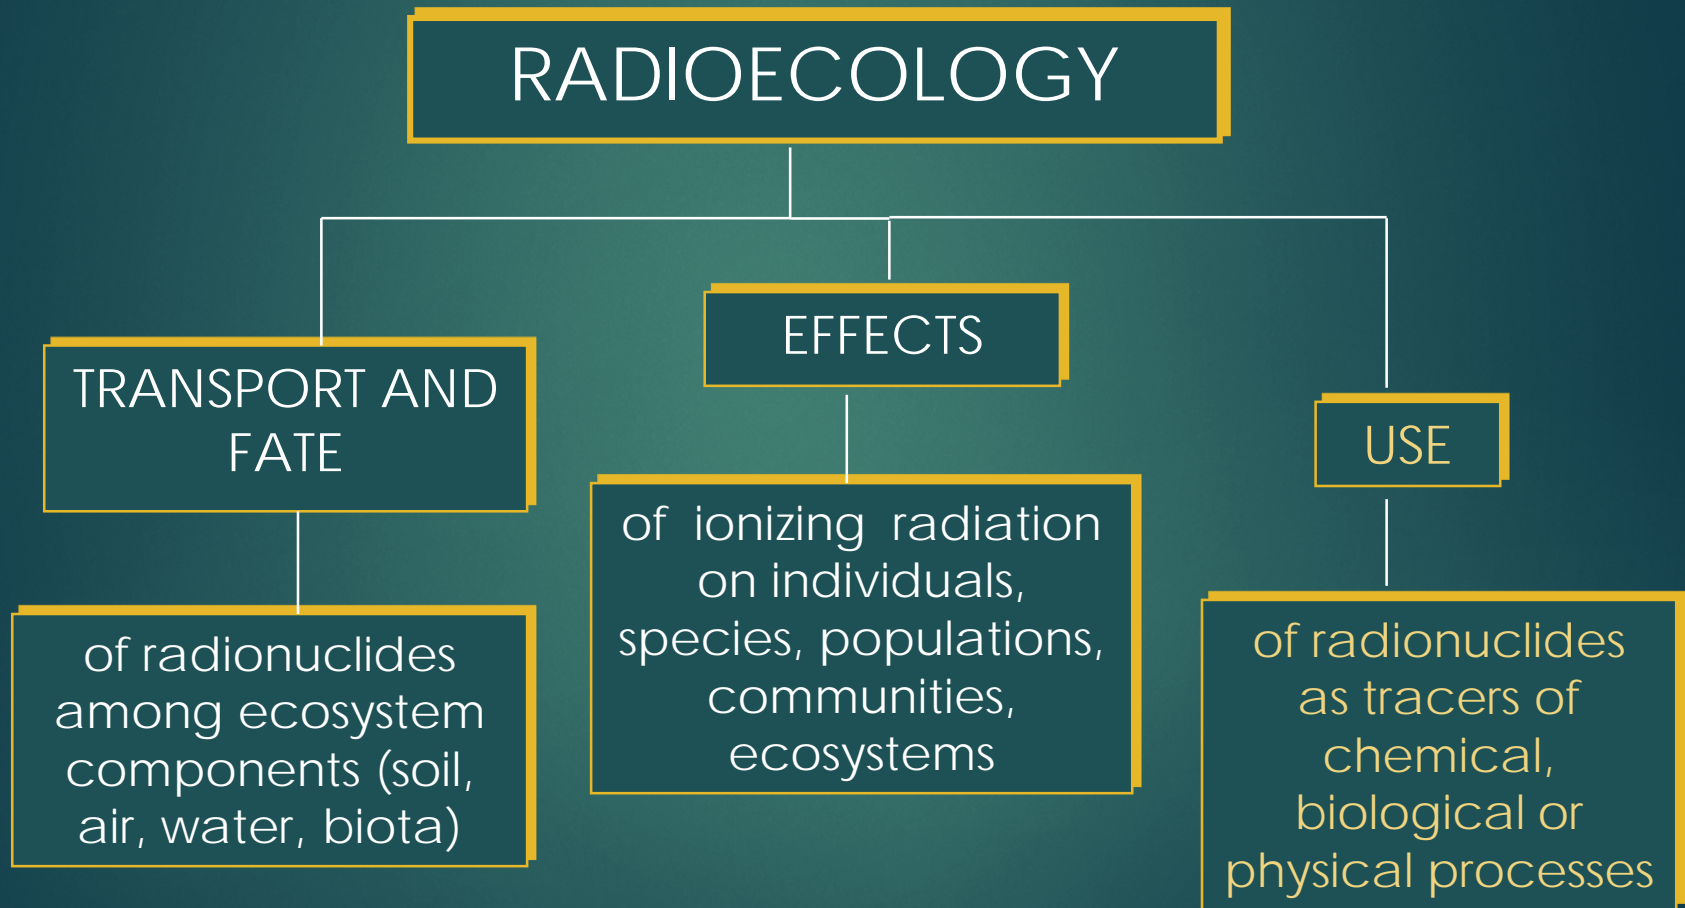 RADIOECOLOGY
TRANSPORT AND
FATE
of radionuclides
among ecosystem
components (soil,
air, water, biota)
EFFECTS
of ionizing radiation
on individuals,
species, populations,
communities,
ecosystems
USE
of radionuclides
as tracers of
chemical,
biological or
physical processes